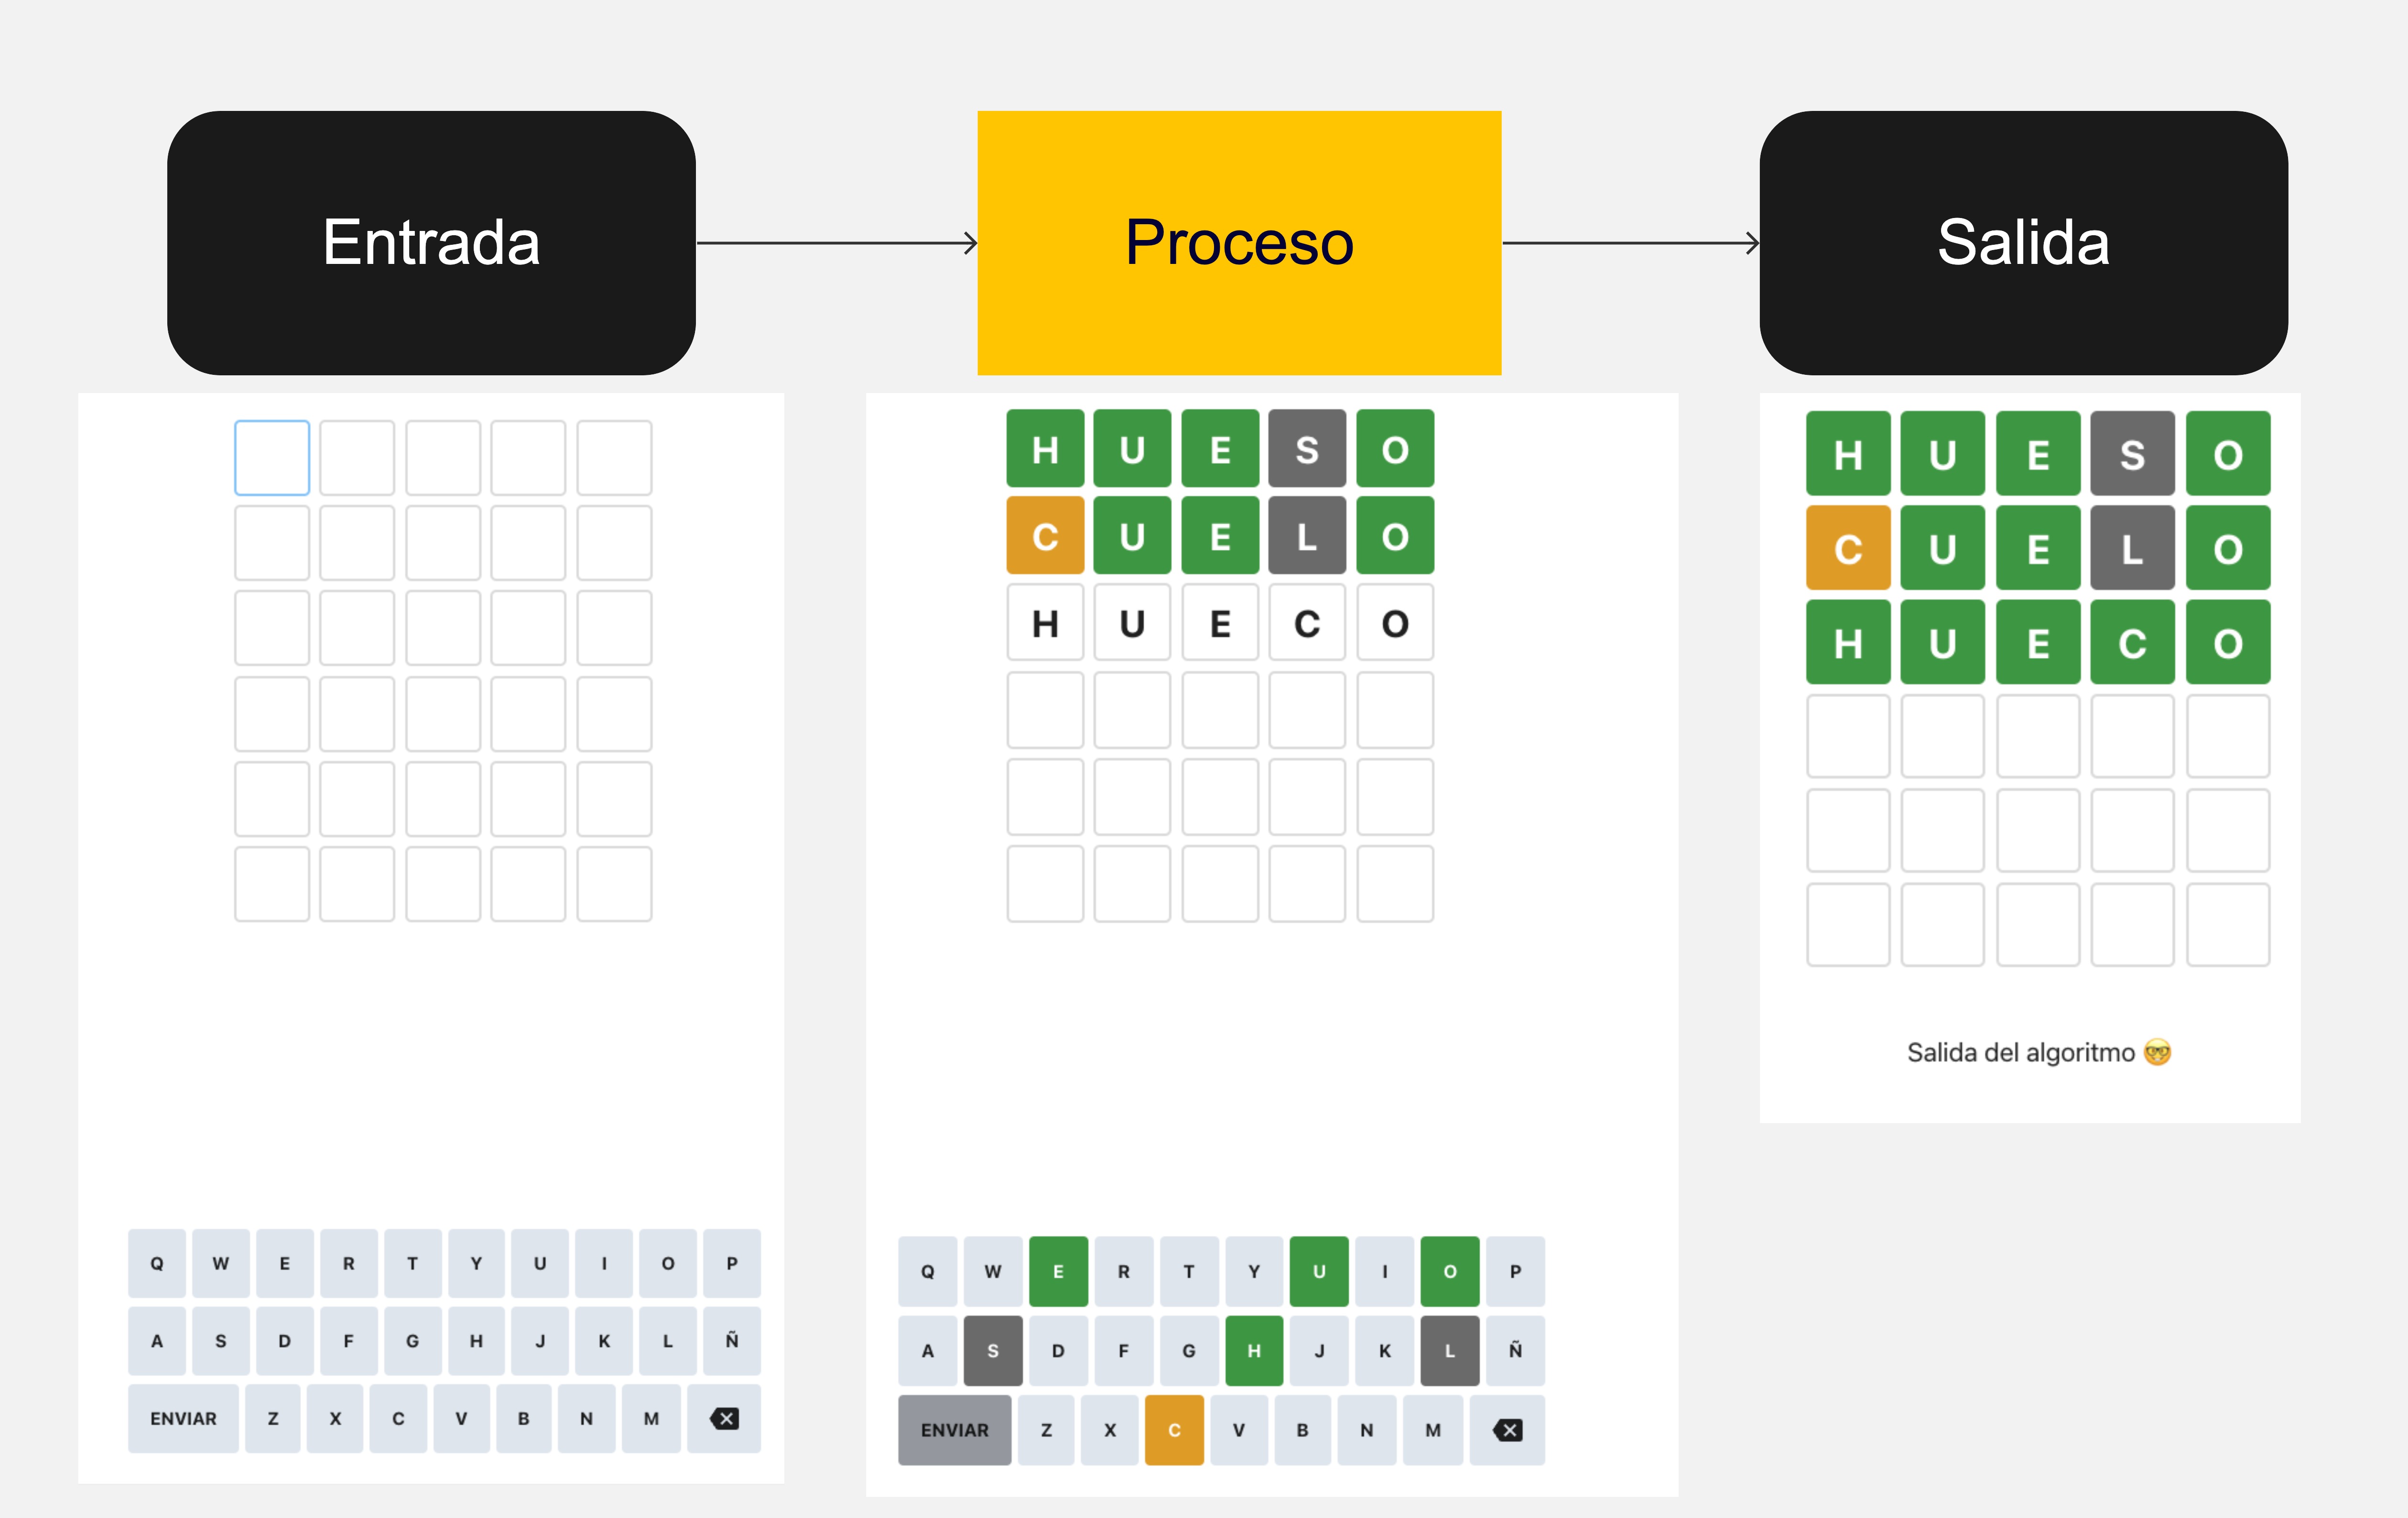 Entrada
Proceso
Salida
Q W E R T Y U I O P
A S D F G H J K L Ñ
ENVIAR Z X C V B N M
H U E S O
C U E L O
H U E C O
Q W E R T Y U I O P
A S D F G H J K L Ñ
ENVIAR Z X C V B N M
H U E S O
C U E L O
H U E C O
Salida del algoritmo 🤓